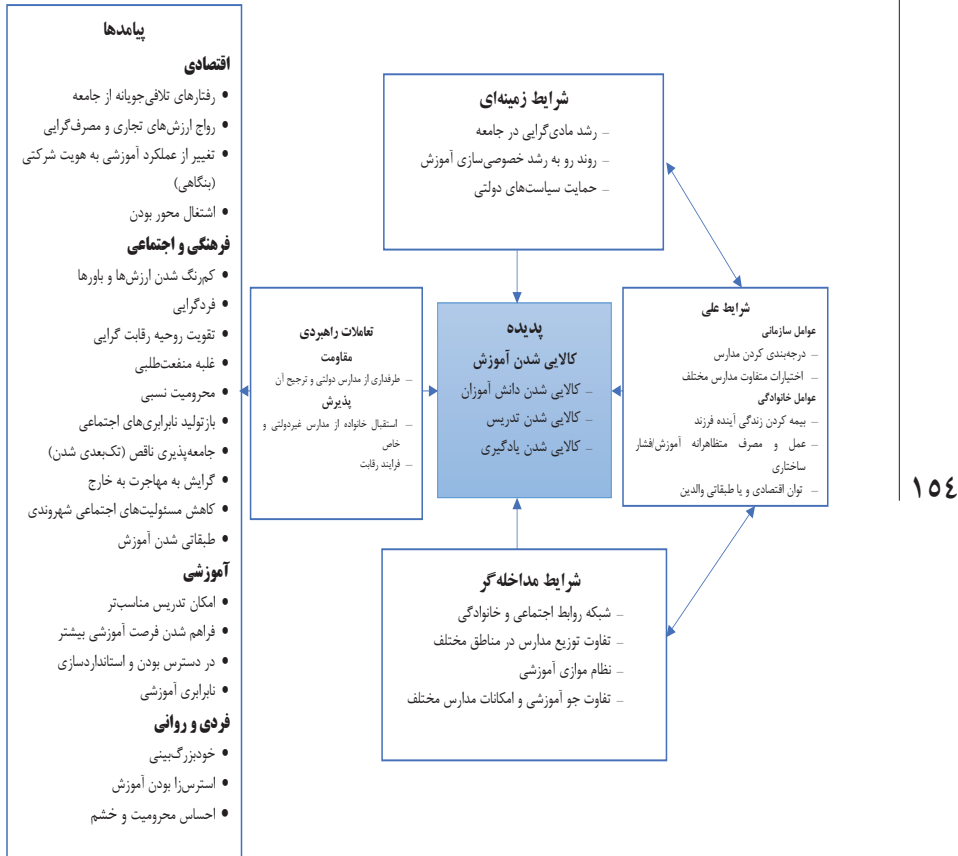 پیامدها
اقتصادی
• رفتارهای تلافی‌جویانه از جامعه
• رواج ارزش‌های تجاری و مصرف‌گرایی
• تغییر از عملکرد آموزشی به هویت شرکتی
(بنگاهی)
• اشتغال محور بودن
فرهنگی و اجتماعی
• کم‌رنگ شدن ارزش‌ها و باورها
• فردگرایی
• تقویت روحیه رقابت گرایی
• غلبه منفعت‌طلبی
• محرومیت نسبی
• بازتولید نابرابری‌های اجتماعی
• جامعه‌پذیری ناقص (تک‌بعدی شدن)
• گرایش به مهاجرت به خارج
• کاهش مسئولیت‌های اجتماعی شهروندی
• طبقاتی شدن آموزش
آموزشی
• امکان تدریس مناسب‌تر
• فراهم شدن فرصت آموزشی بیشتر
• در دسترس بودن و استانداردسازی
• نابرابری آموزشی
فردی و روانی
• خودبزرگ‌بینی
• استرس‌زا بودن آموزش
• احساس محرومیت و خشم
شرایط زمینه‌ای
– رشد مادی‌گرایی در جامعه
– روند رو به رشد خصوصی‌سازی آموزش
– حمایت سیاست‌های دولتی
شرایط علی
عوامل سازمانی
– درجه‌بندی کردن مدارس
– اختیارات متفاوت مدارس مختلف
عوامل خانوادگی
– بیمه کردن زندگی آینده فرزند
– عمل و مصرف متظاهرانه آموزش/فشار
ساختاری
– توان اقتصادی و یا طبقاتی والدین
پدیده
کالایی شدن آموزش
– کالایی شدن دانش آموزان
– کالایی شدن تدریس
– کالایی شدن یادگیری
تعاملات راهبردی
مقاومت
– طرفداری از مدارس دولتی و ترجیح آن
پذیرش
– استقبال خانواده از مدارس غیردولتی و
خاص
– فرایند رقابت
شرایط مداخله‌گر
– شبکه روابط اجتماعی و خانوادگی
– تفاوت توزیع مدارس در مناطق مختلف
– نظام موازی آموزشی
– تفاوت جو آموزشی و امکانات مدارس مختلف
١٥٤